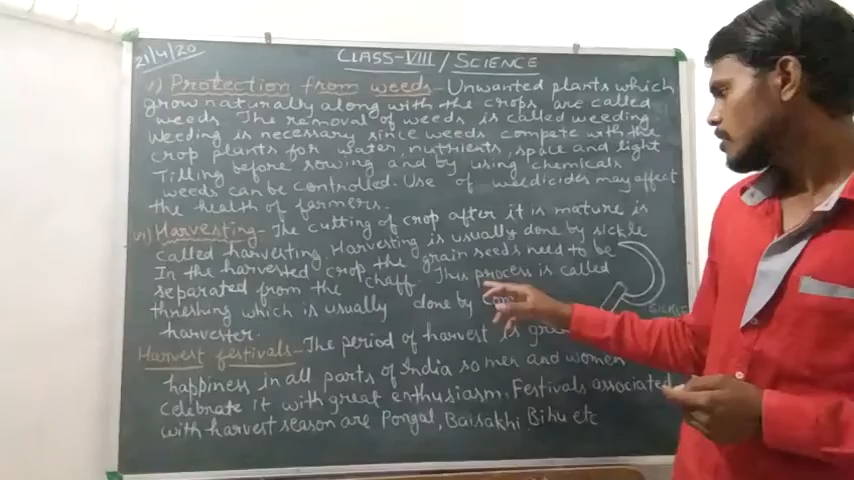 21/4/20
CLASS-VIII / SCIENCE
v) Protection from weeds- Unwanted plants which
grow naturally along with the crops, are called
weeds. The removal of weeds is called weeding
weeding is necessary since weeds compete with the
crop plants for water, nutrients, space and light
Tilling before sowing and by using chemicals
weeds can be controlled. Use of weedicides may affect
the health of farmers.
vi) Harvesting- The cutting of crop after it is mature is
called harvesting. Harvesting is usually done by sickle
In the harvested crop the grain seeds need to be
separated from the chaff. This process is called
threshing which is usually done by
harvester.
SICKLE
Harvest festivals- The period of harvest is
happiness in all parts of India so men and women
celebrate it with great enthusiasm. Festivals associated
with harvest season are Pongal, Baisakhi Bihu etc